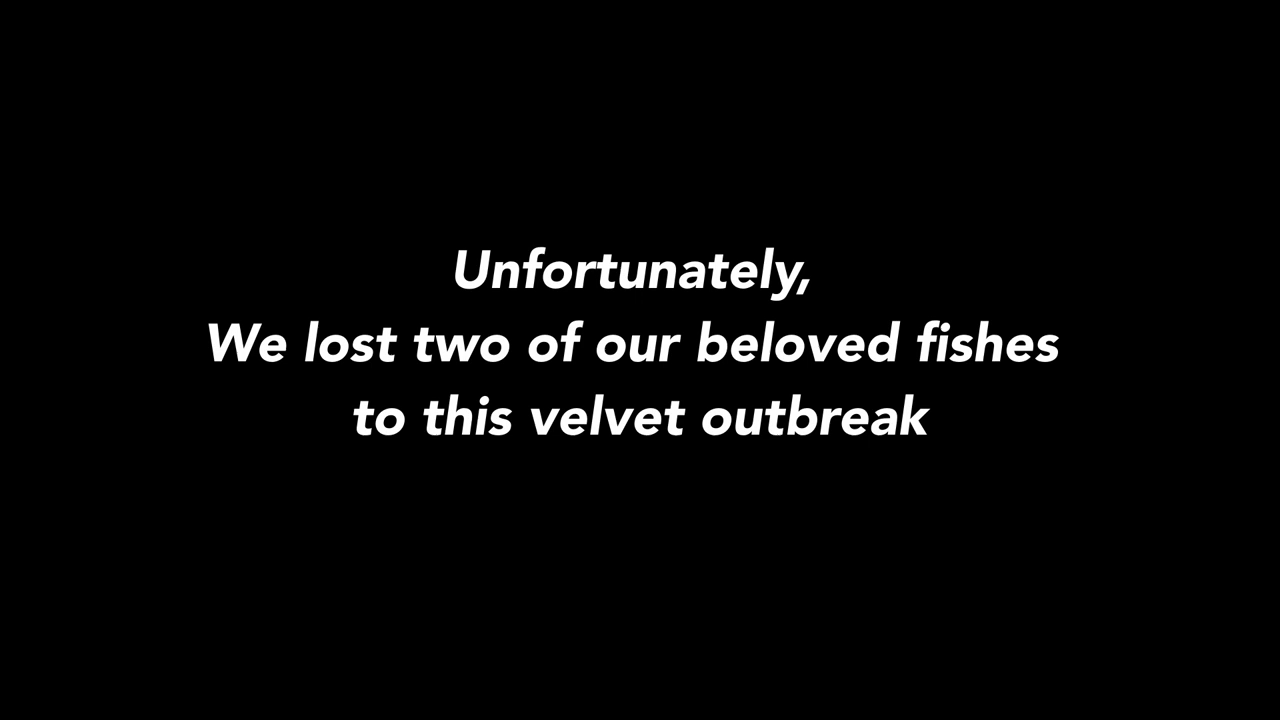 Unfortunately,
We lost two of our beloved fishes
to this velvet outbreak